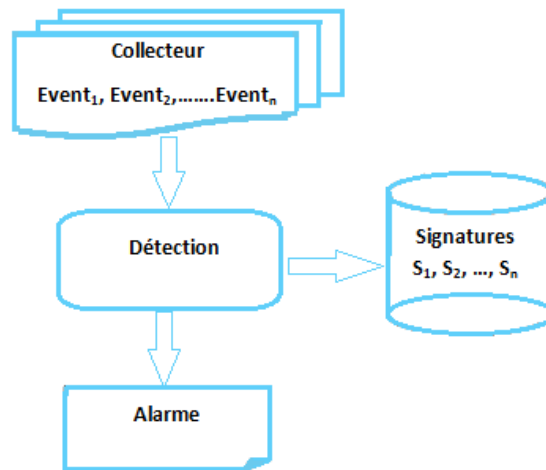 Collecteur
Event₁, Event₂,.......Eventₙ
Détection
Signatures
S₁, S₂, ..., Sₙ
Alarme